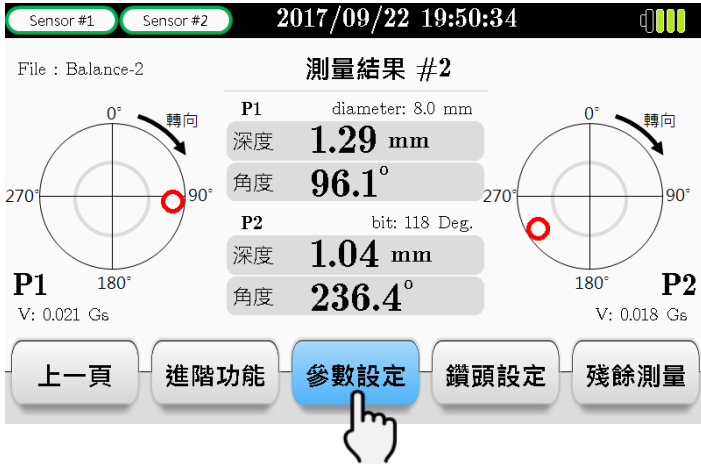 Sensor #1 Sensor #2 2017/09/22 19:50:34
File : Balance-2
測量結果 #2
0°
轉向
270°
90°
180°
P1
V: 0.021 Gs
P1 diameter: 8.0 mm
深度 1.29 mm
角度 96.1°
P2 bit: 118 Deg.
深度 1.04 mm
角度 236.4°
0°
轉向
270°
90°
180°
P2
V: 0.018 Gs
上一頁 進階功能 參數設定 鑽頭設定 殘餘測量